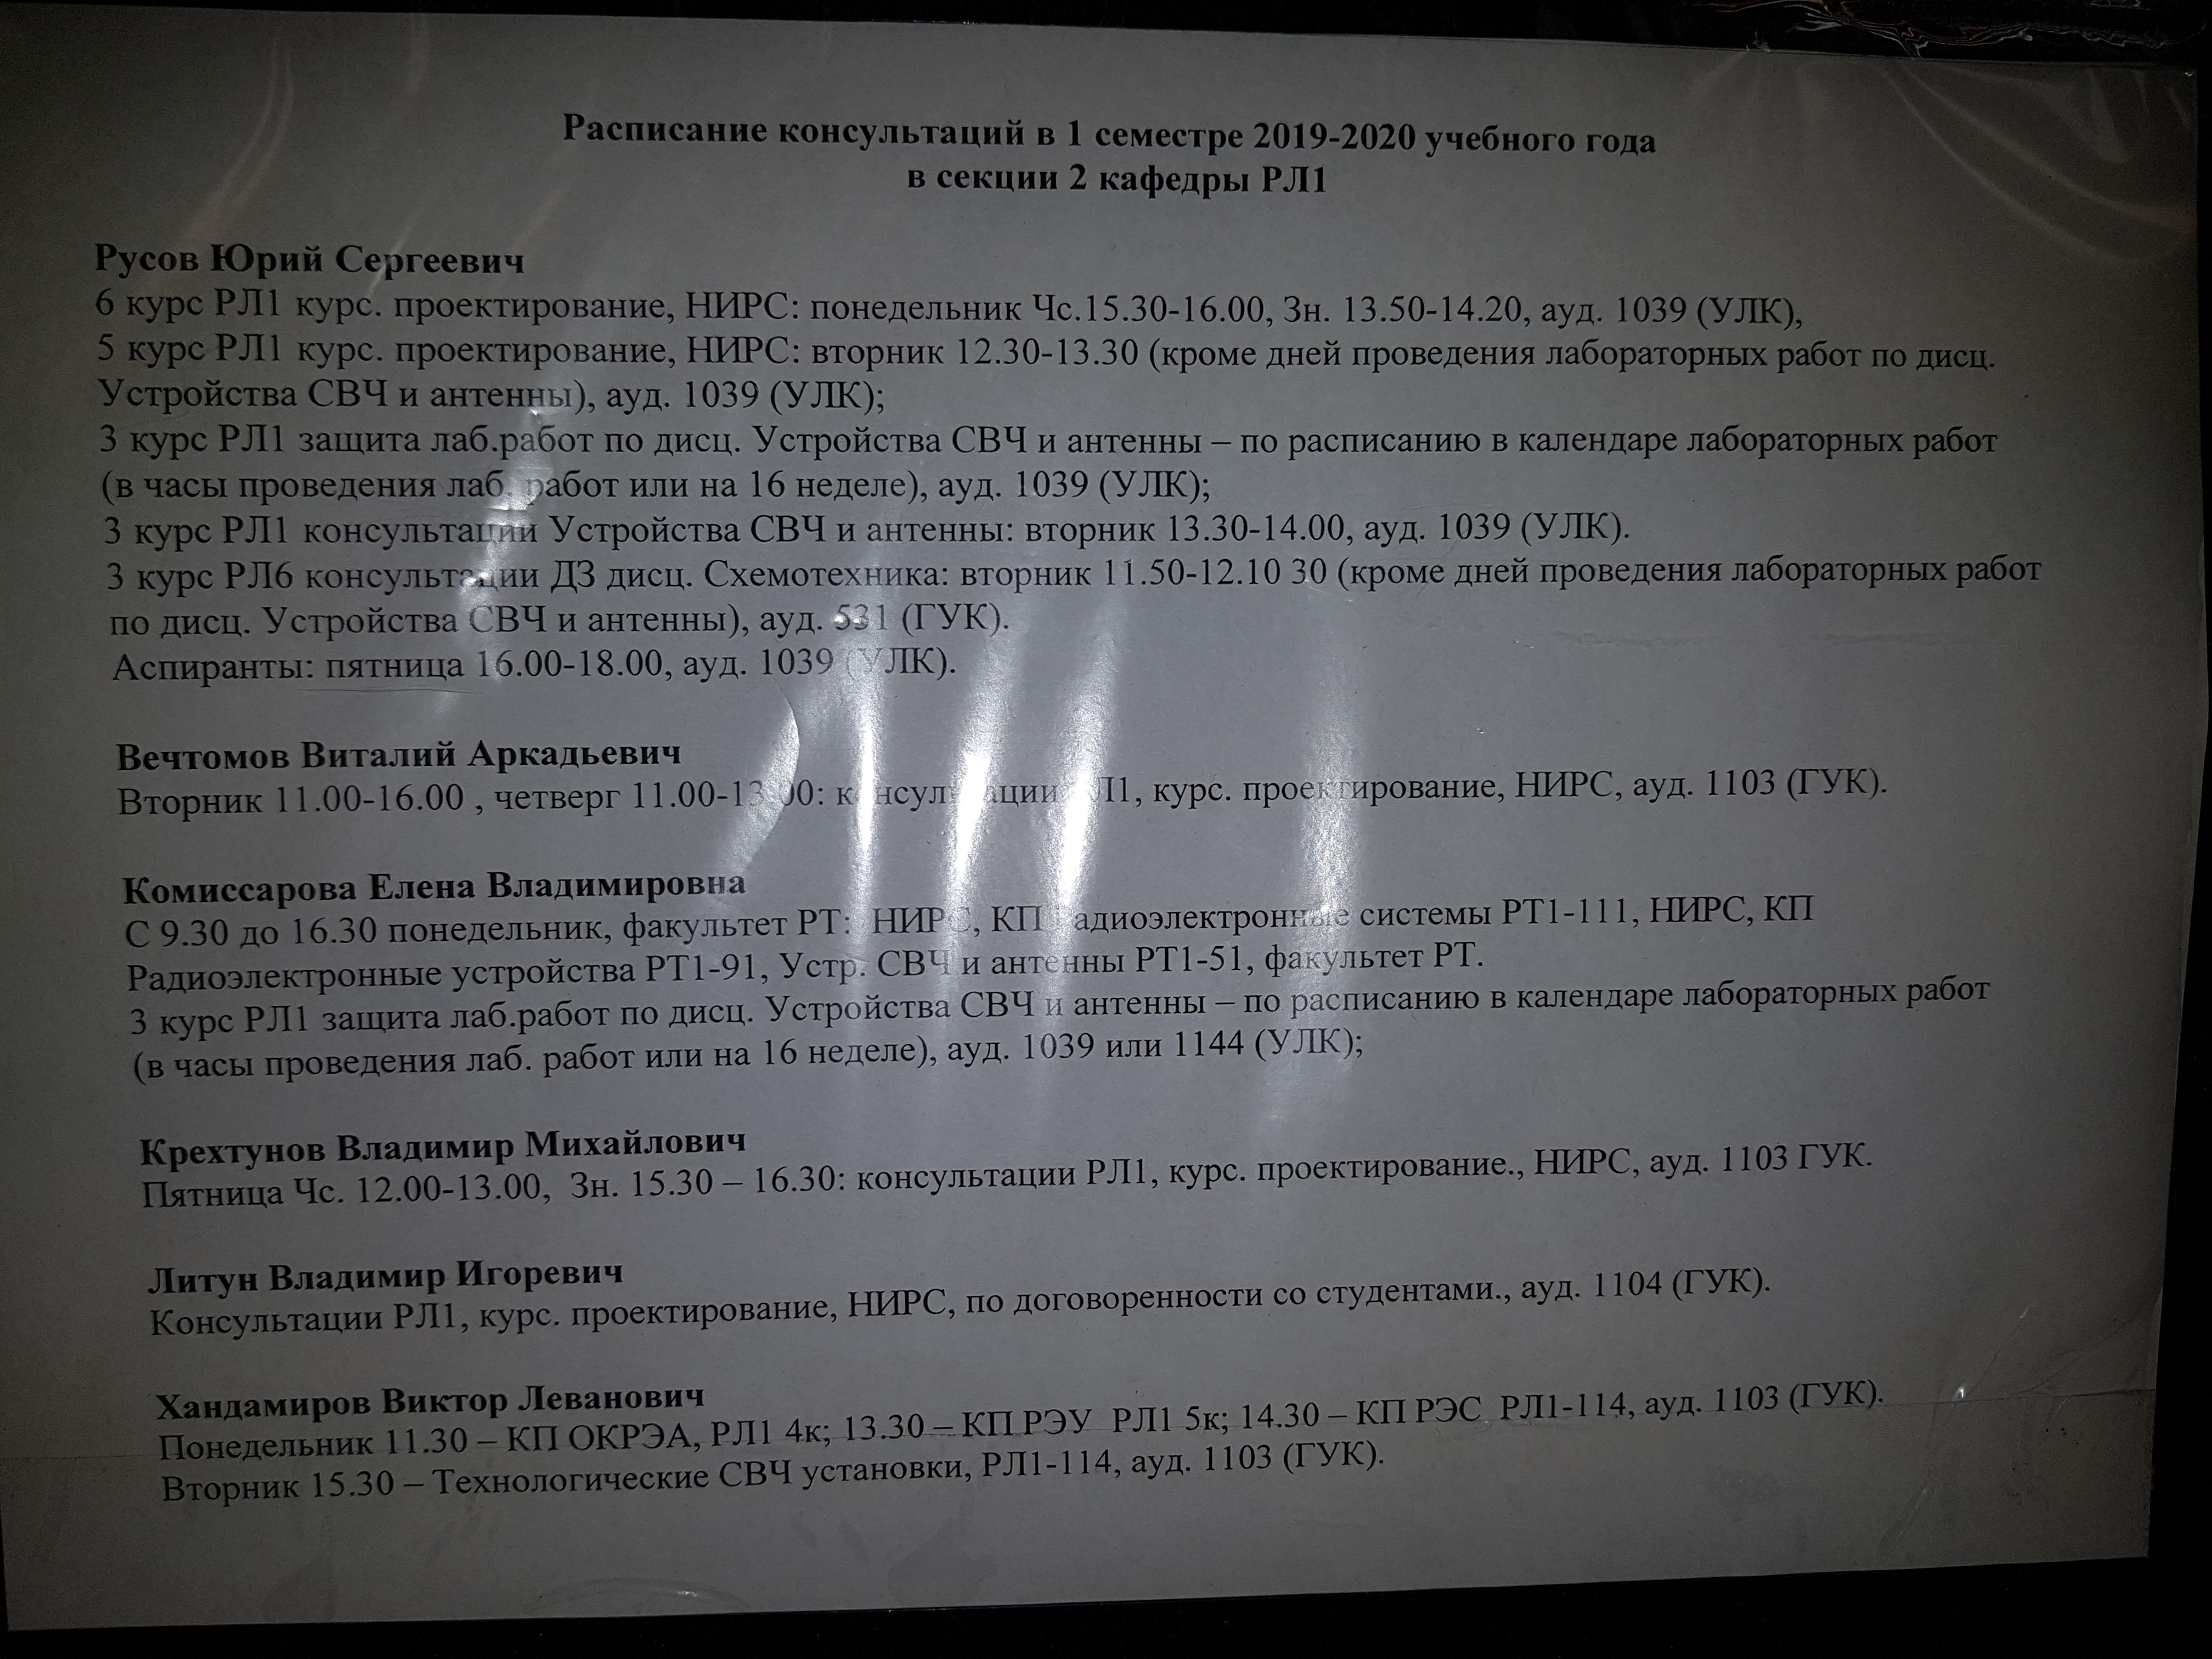 Расписание консультаций в 1 семестре 2019-2020 учебного года
в секции 2 кафедры РЛ1
Русов Юрий Сергеевич
6 курс РЛ1 курс. проектирование, НИРС: понедельник Чс.15.30-16.00, Зн. 13.50-14.20, ауд. 1039 (УЛК),
5 курс РЛ1 курс. проектирование, НИРС: вторник 12.30-13.30 (кроме дней проведения лабораторных работ по дисц.
Устройства СВЧ и антенны), ауд. 1039 (УЛК);
3 курс РЛ1 защита лаб.работ по дисц. Устройства СВЧ и антенны – по расписанию в календаре лабораторных работ
(в часы проведения лаб. работ или на 16 неделе), ауд. 1039 (УЛК);
3 курс РЛ1 консультации Устройства СВЧ и антенны: вторник 13.30-14.00, ауд. 1039 (УЛК).
3 курс РЛ6 консультации ДЗ дисц. Схемотехника: вторник 11.50-12.10 30 (кроме дней проведения лабораторных работ
по дисц. Устройства СВЧ и антенны), ауд. 531 (ГУК).
Аспиранты: пятница 16.00-18.00, ауд. 1039 (УЛК).
Вечтомов Виталий Аркадьевич
Вторник 11.00-16.00 , четверг 11.00-13.00: консультации РЛ1, курс. проектирование, НИРС, ауд. 1103 (ГУК).
Комиссарова Елена Владимировна
С 9.30 до 16.30 понедельник, факультет РТ: НИРС, КП Радиоэлектронные системы РТ1-111, НИРС, КП
Радиоэлектронные устройства РТ1-91, Устр. СВЧ и антенны РТ1-51, факультет РТ.
3 курс РЛ1 защита лаб.работ по дисц. Устройства СВЧ и антенны – по расписанию в календаре лабораторных работ
(в часы проведения лаб. работ или на 16 неделе), ауд. 1039 или 1144 (УЛК);
Крехтунов Владимир Михайлович
Пятница Чс. 12.00-13.00, Зн. 15.30 – 16.30: консультации РЛ1, курс. проектирование., НИРС, ауд. 1103 ГУК.
Литун Владимир Игоревич
Консультации РЛ1, курс. проектирование, НИРС, по договоренности со студентами., ауд. 1104 (ГУК).
Хандамиров Виктор Леванович
Понедельник 11.30 – КП ОКРЭА, РЛ1 4к; 13.30 – КП РЭУ РЛ1 5к; 14.30 – КП РЭС РЛ1-114, ауд. 1103 (ГУК).
Вторник 15.30 – Технологические СВЧ установки, РЛ1-114, ауд. 1103 (ГУК).